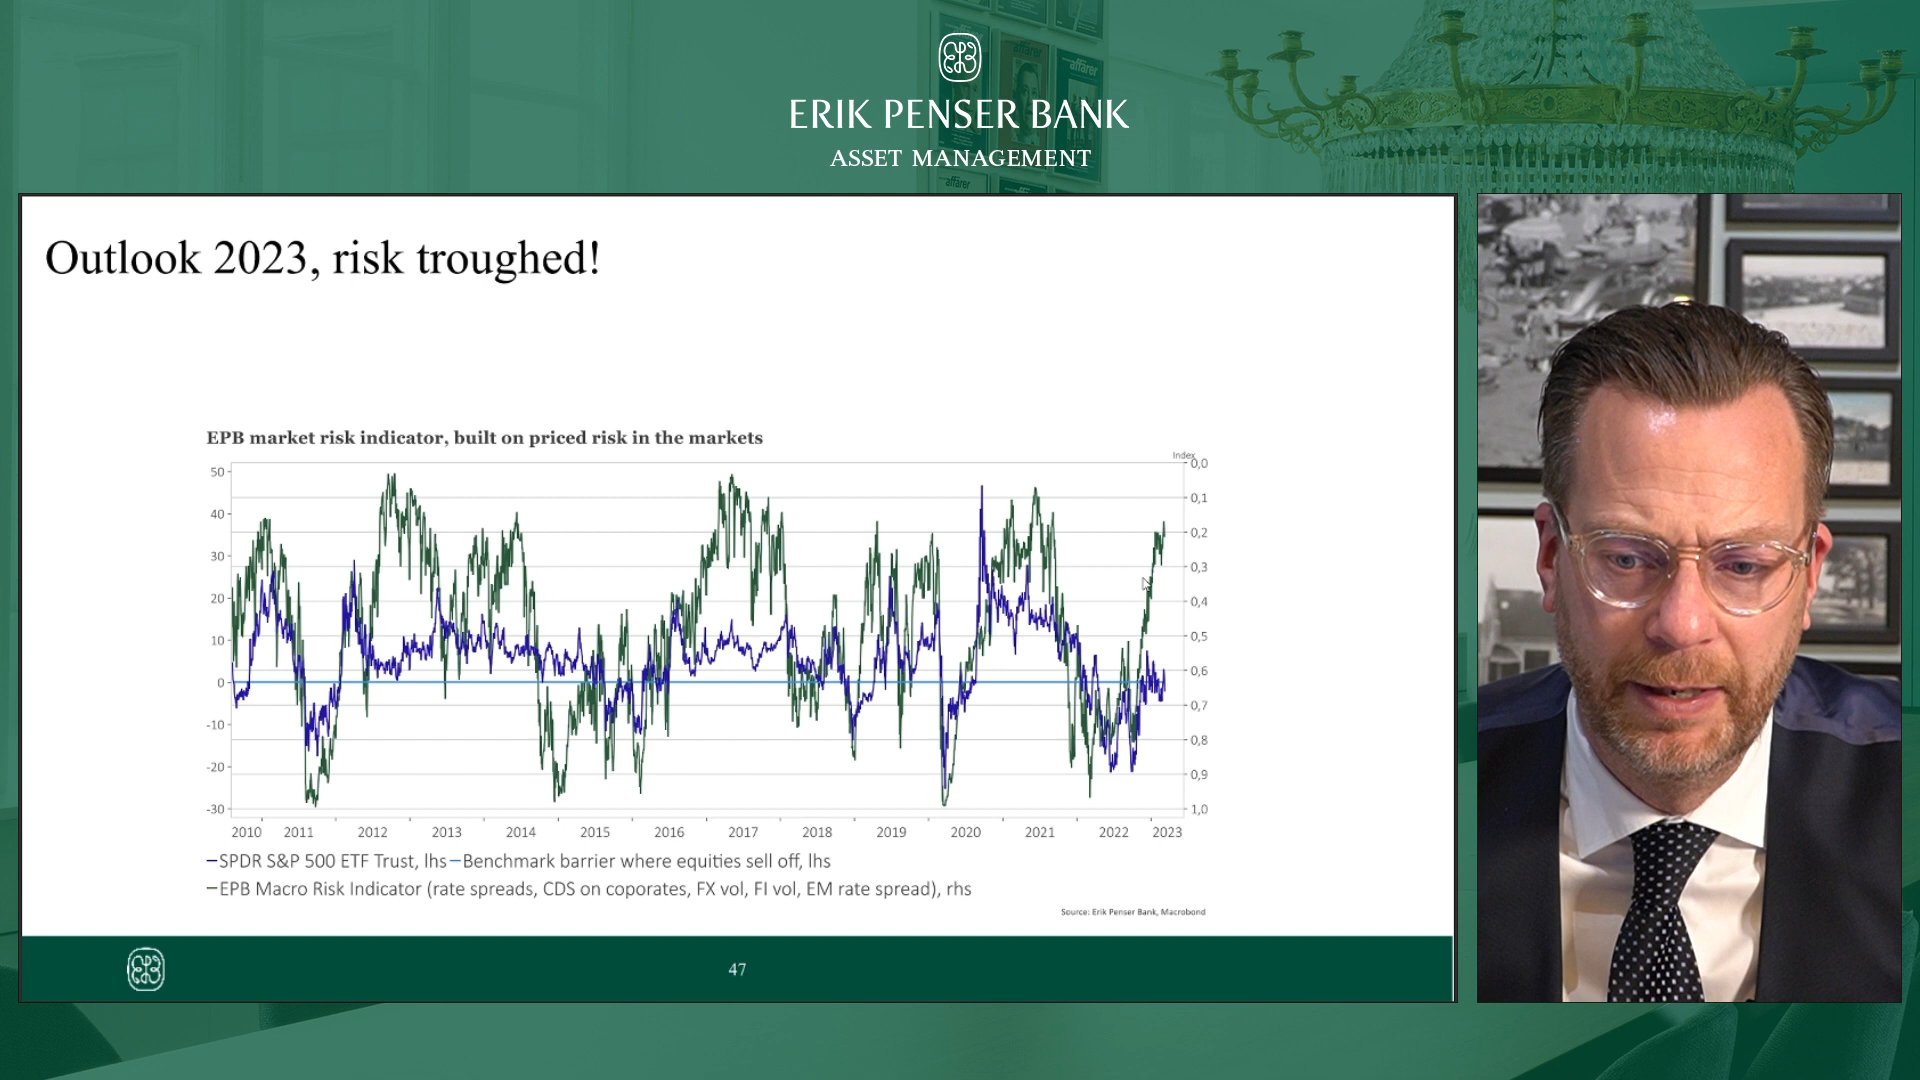 affärer
affärer
affärer
ERIK PENSER BANK
ASSET MANAGEMENT
Outlook 2023, risk troughed!
EPB market risk indicator, built on priced risk in the markets
Index
50
40
30
20
10
0
-10
-20
-30
0,0
0,1
0,2
0,3
0,4
0,5
0,6
0,7
0,8
0,9
1,0
2010 2011 2012 2013 2014 2015 2016 2017 2018 2019 2020 2021 2022 2023
SPDR S&P 500 ETF Trust, lhs Benchmark barrier where equities sell off, lhs
EPB Macro Risk Indicator (rate spreads, CDS on coporates, FX vol, FI vol, EM rate spread), rhs
Source: Erik Penser Bank, Macrobond
47